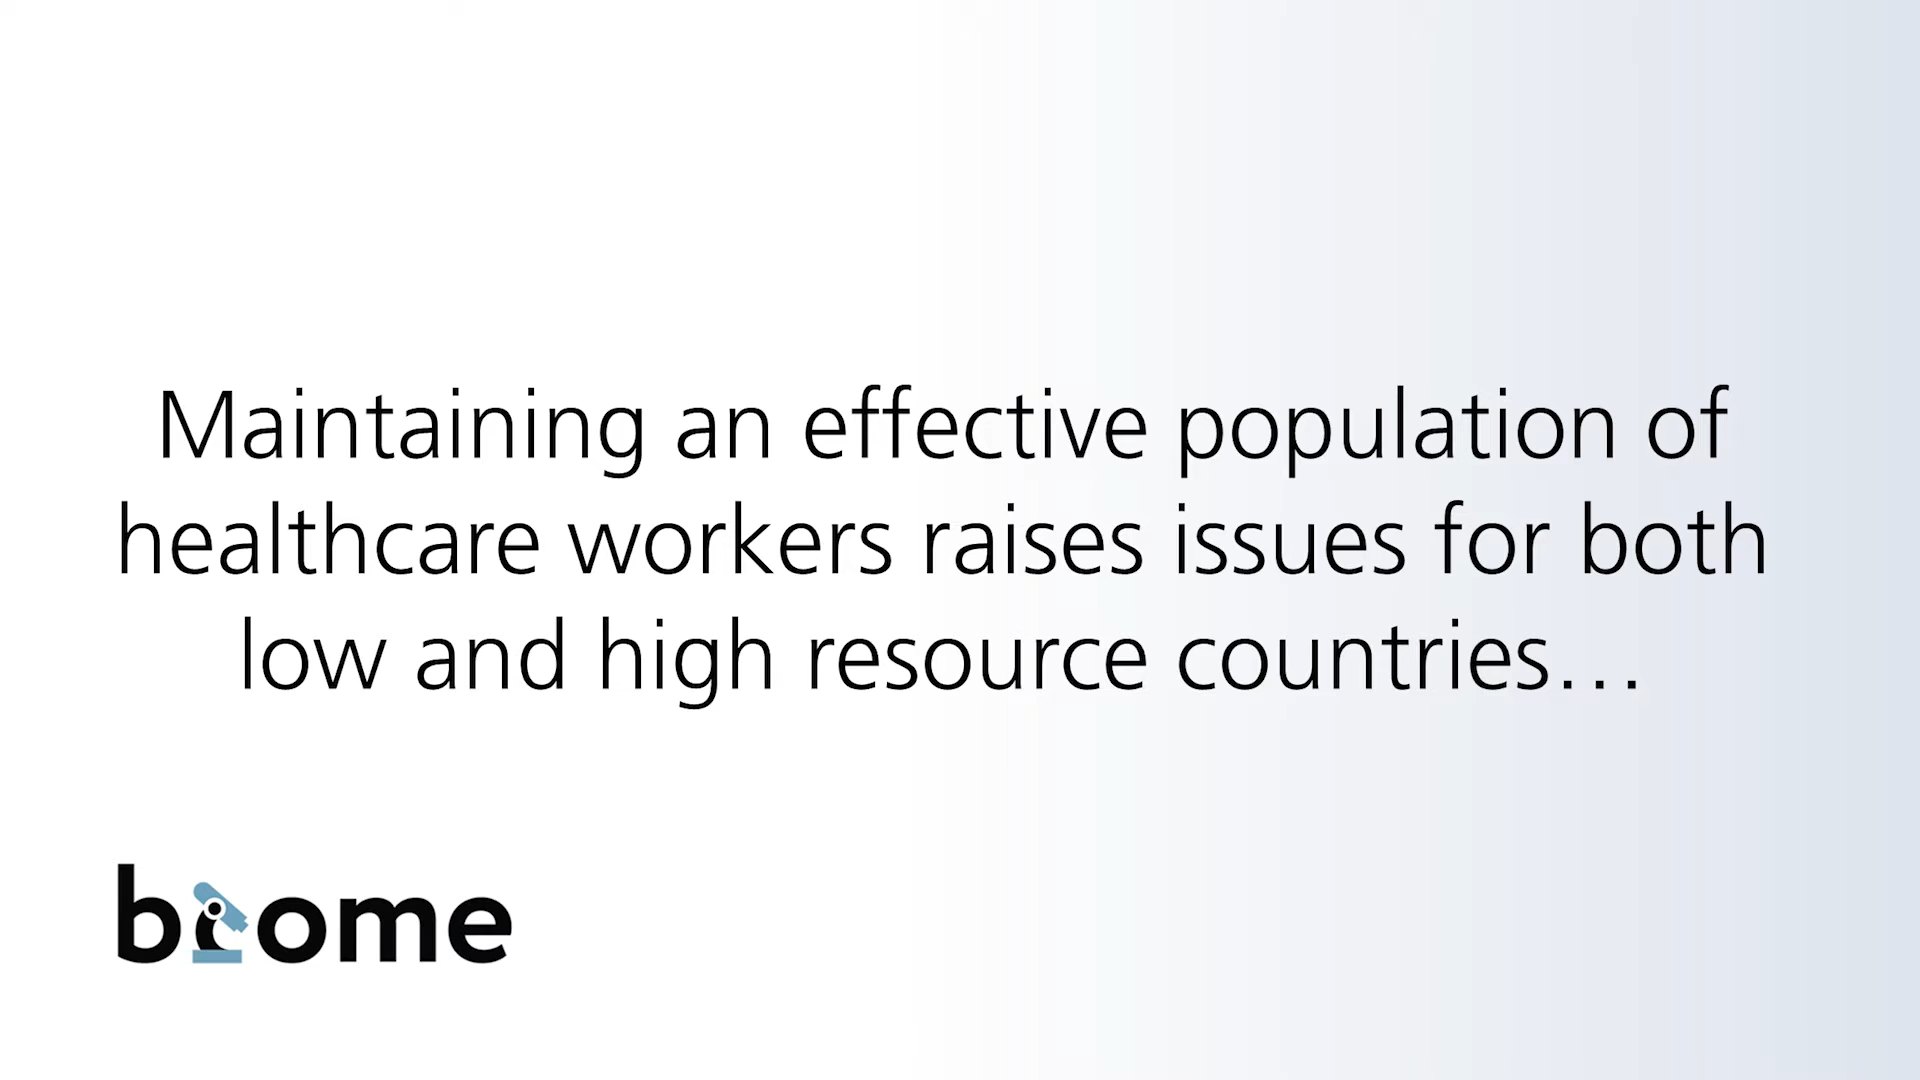 Maintaining an effective population of
healthcare workers raises issues for both
low and high resource countries…
biome